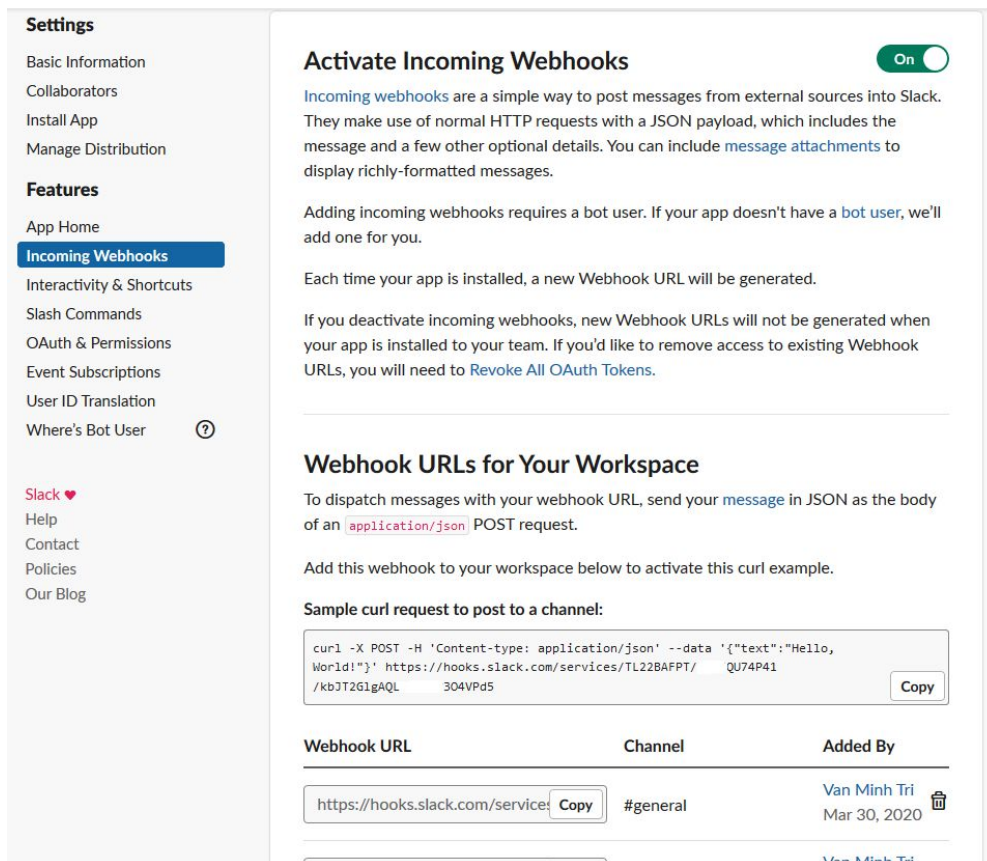 Settings
Basic Information
Collaborators
Install App
Manage Distribution
Features
App Home
Incoming Webhooks
Interactivity & Shortcuts
Slash Commands
OAuth & Permissions
Event Subscriptions
User ID Translation
Where's Bot User ?
Slack ♥
Help
Contact
Policies
Our Blog
Activate Incoming Webhooks
On
Incoming webhooks are a simple way to post messages from external sources into Slack.
They make use of normal HTTP requests with a JSON payload, which includes the
message and a few other optional details. You can include message attachments to
display richly-formatted messages.
Adding incoming webhooks requires a bot user. If your app doesn't have a bot user, we'll
add one for you.
Each time your app is installed, a new Webhook URL will be generated.
If you deactivate incoming webhooks, new Webhook URLs will not be generated when
your app is installed to your team. If you'd like to remove access to existing Webhook
URLs, you will need to Revoke All OAuth Tokens.
Webhook URLs for Your Workspace
To dispatch messages with your webhook URL, send your message in JSON as the body
of an application/json POST request.
Add this webhook to your workspace below to activate this curl example.
Sample curl request to post to a channel:
curl -X POST -H 'Content-type: application/json' --data '{"text":"Hello,
World!"}' https://hooks.slack.com/services/TL22BAFPT/ QU74P41
/kbJT2GlgAQL 3O4VPd5
Copy
Webhook URL Channel Added By
https://hooks.slack.com/services Copy #general Van Minh Tri
Mar 30, 2020
Van Minh Tri